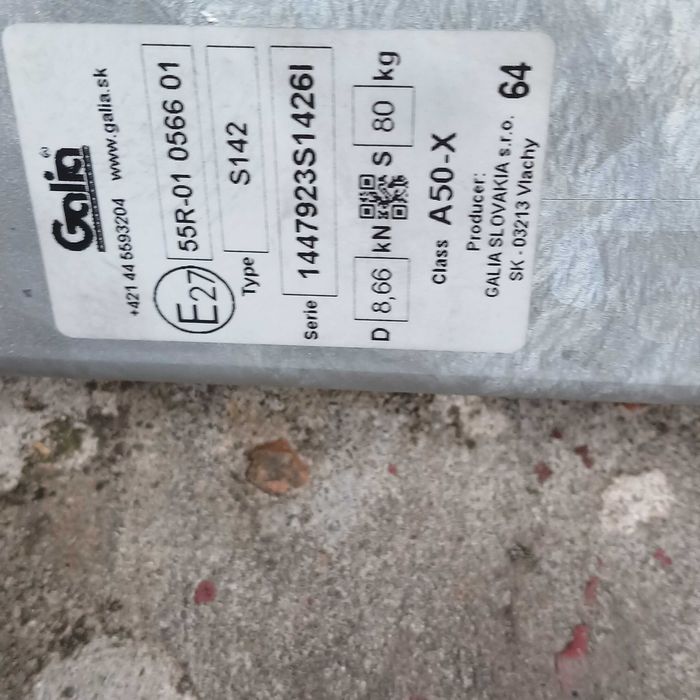 Galia ®
+421 44 5593204 www.galia.sk
E27 55R-01 0566 01
Type S142
Serie 1447923S1426I
D 8,66 kN S 80 kg
Class A50-X
Producer:
GALIA SLOVAKIA s.r.o.
SK - 03213 Vlachy
64